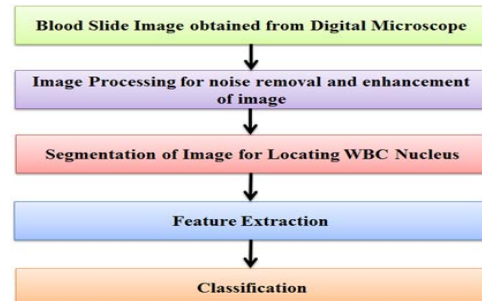 Blood Slide Image obtained from Digital Microscope
Image Processing for noise removal and enhancement
of image
Segmentation of Image for Locating WBC Nucleus
Feature Extraction
Classification